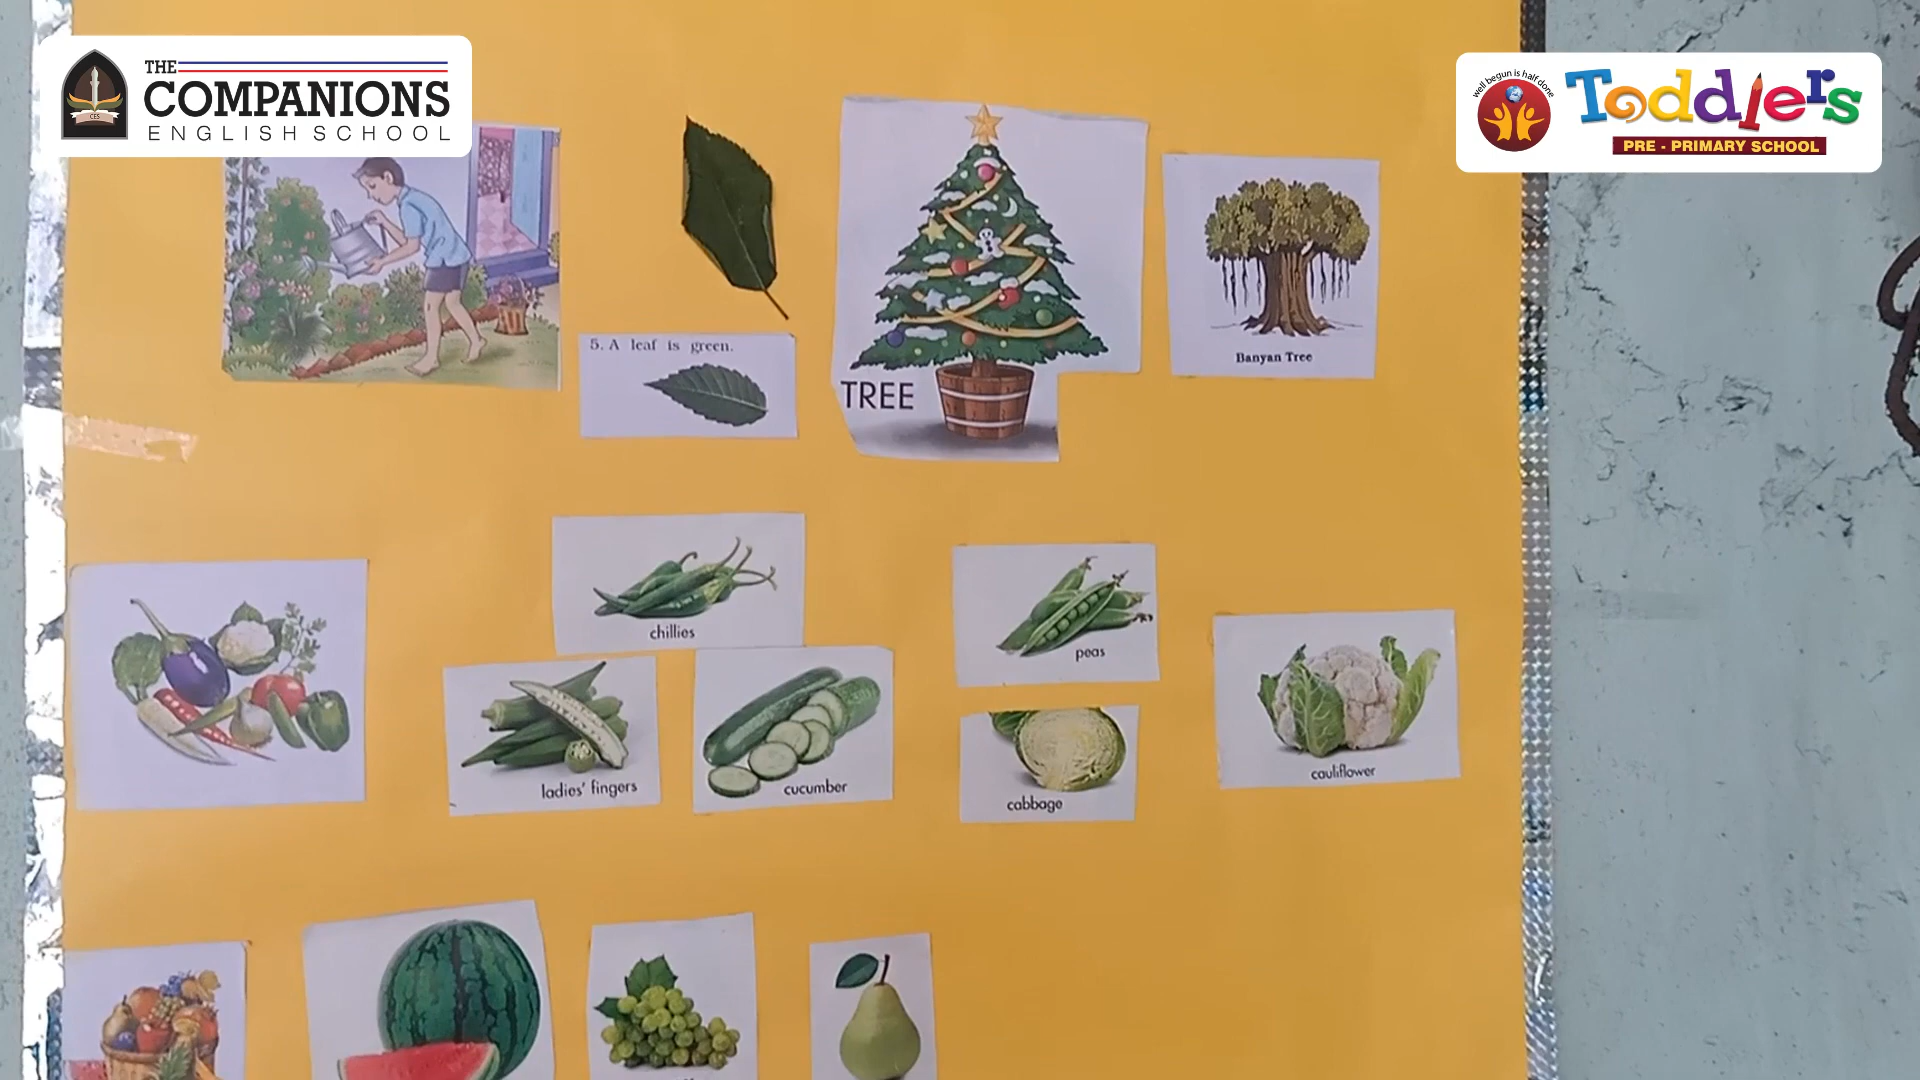 THE
COMPANIONS
ENGLISH SCHOOL
CES
well begun is half done
Toddlers
PRE - PRIMARY SCHOOL
5. A leaf is green.
TREE
Banyan Tree
chillies
peas
ladies' fingers
cucumber
cabbage
cauliflower